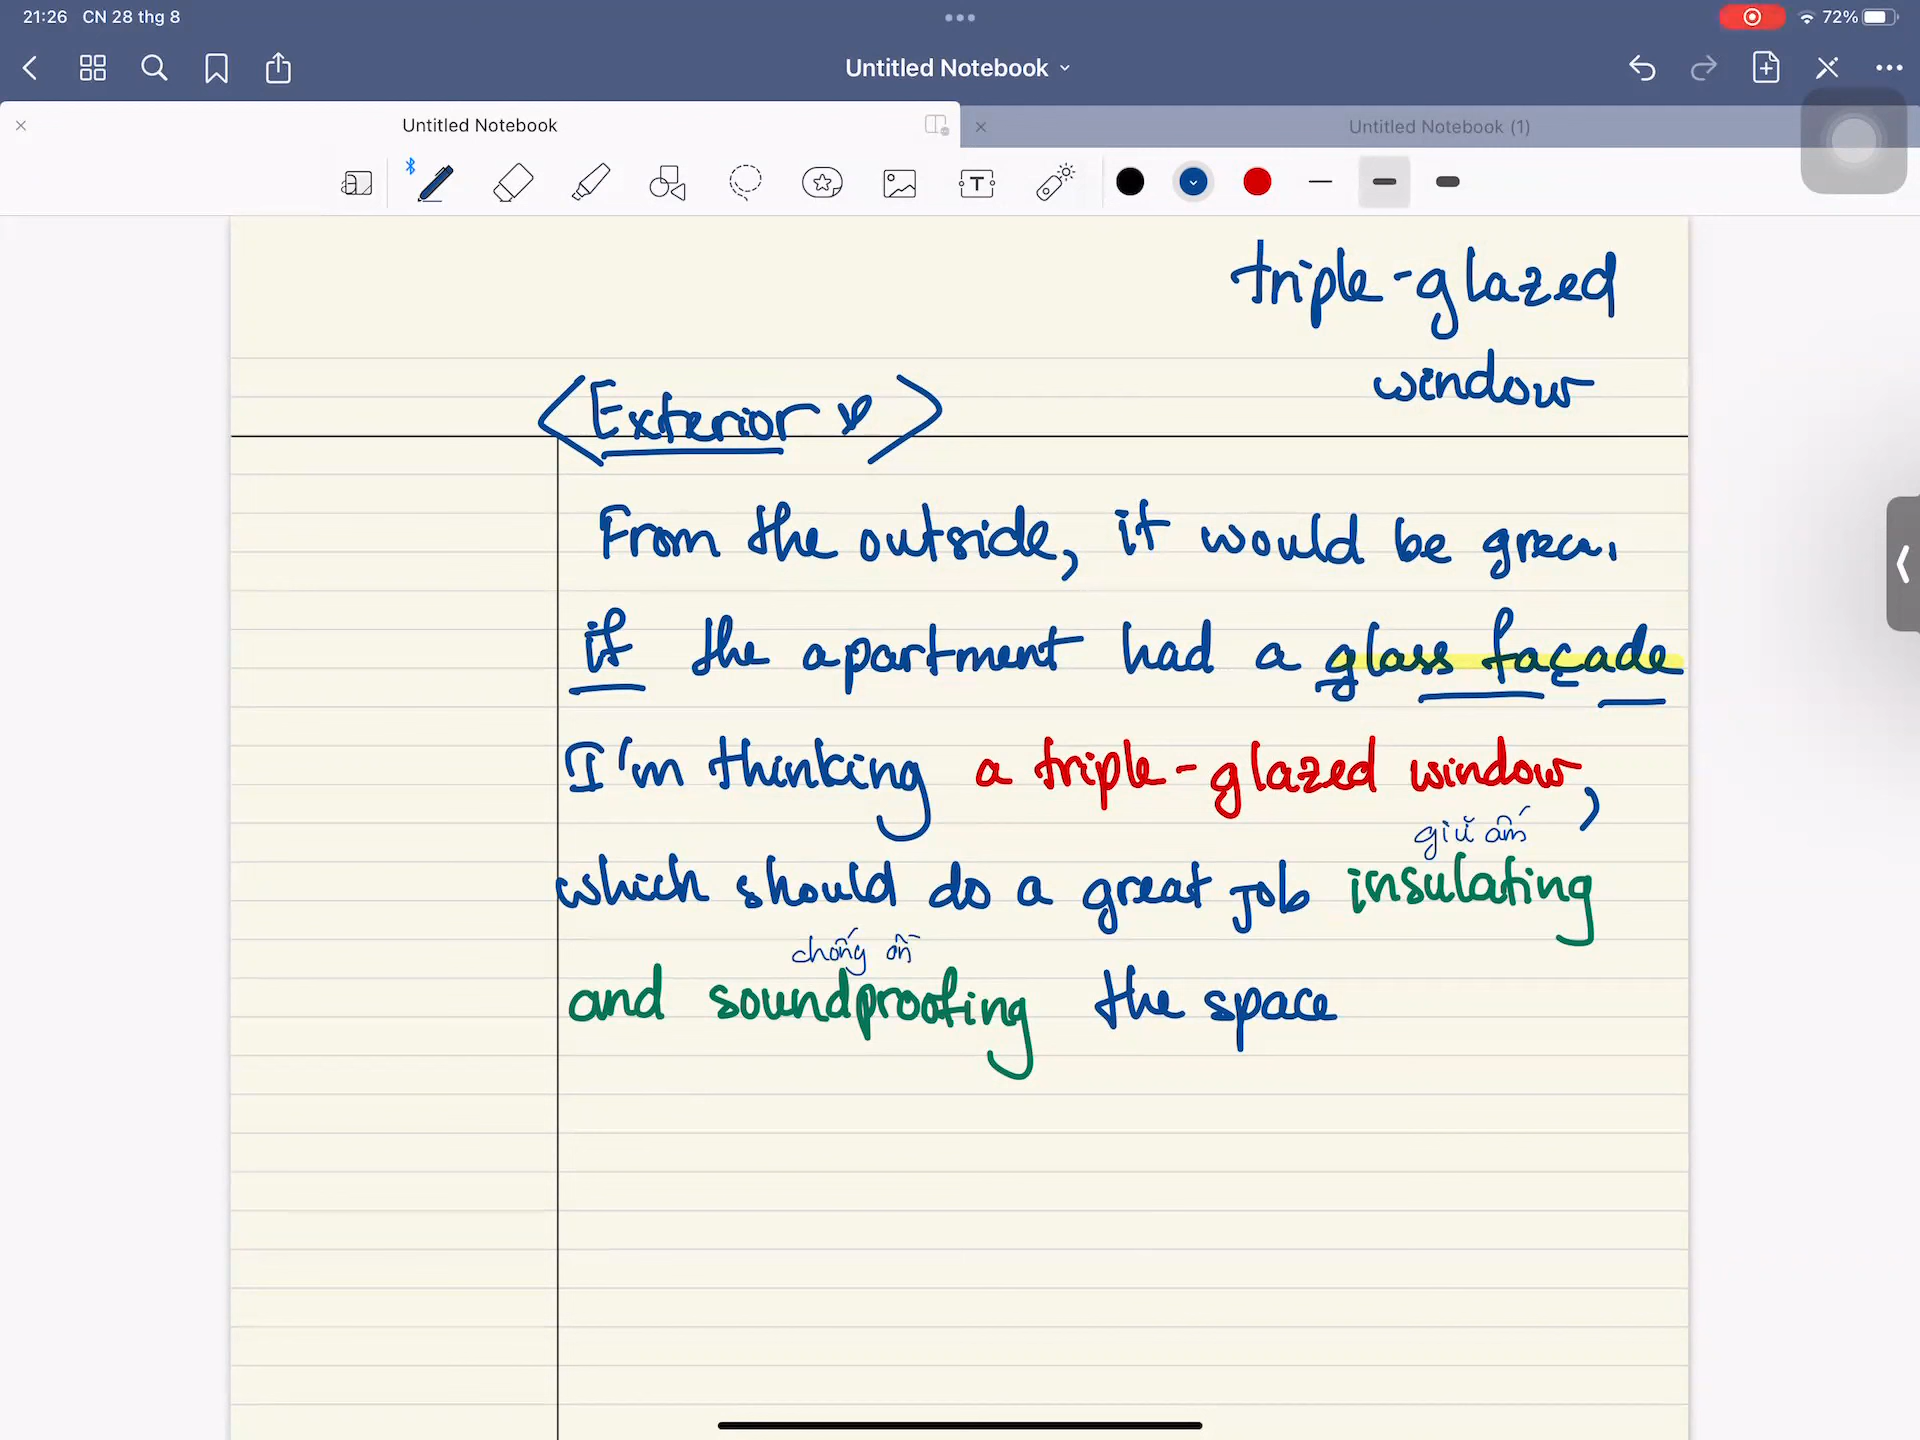 21:26 CN 28 thg 8
72%
Untitled Notebook
Untitled Notebook
Untitled Notebook (1)
triple-glazed
window
<Exterior>
From the outside, it would be
if the apartment had a glass façade
I'm thinking a triple-glazed window,
giữ ấm
which should do a great job insulating
chống ồn
and soundproofing the space